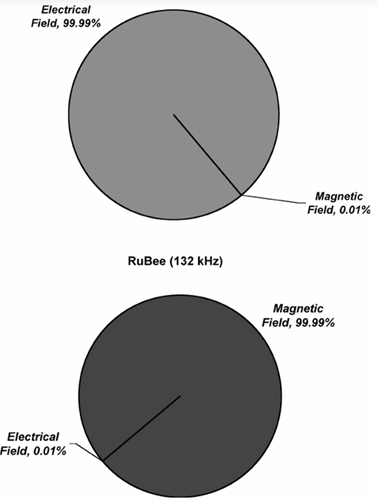 Electrical
Field, 99.99%
Magnetic
Field, 0.01%
RuBee (132 kHz)
Magnetic
Field, 99.99%
Electrical
Field, 0.01%